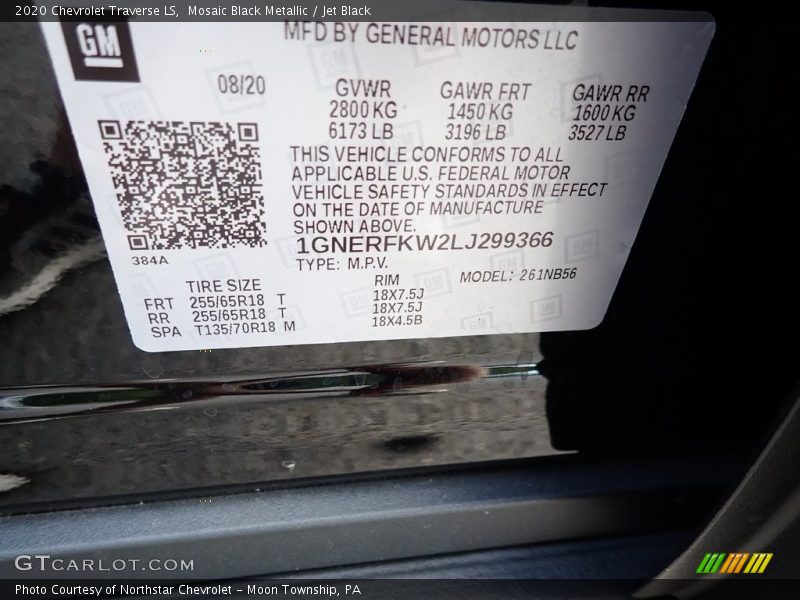 2020 Chevrolet Traverse LS, Mosaic Black Metallic / Jet Black
GM
MFD BY GENERAL MOTORS LLC
08/20
GVWR GAWR FRT GAWR RR
2800 KG 1450 KG 1600 KG
6173 LB 3196 LB 3527 LB
THIS VEHICLE CONFORMS TO ALL
APPLICABLE U.S. FEDERAL MOTOR
VEHICLE SAFETY STANDARDS IN EFFECT
ON THE DATE OF MANUFACTURE
SHOWN ABOVE.
1GNERFKW2LJ299366
384A
TYPE: M.P.V. MODEL: 261NB56
TIRE SIZE RIM
FRT 255/65R18 T 18X7.5J
RR 255/65R18 T 18X7.5J
SPA T135/70R18 M 18X4.5B
GTCARLOT.COM
Photo Courtesy of Northstar Chevrolet - Moon Township, PA